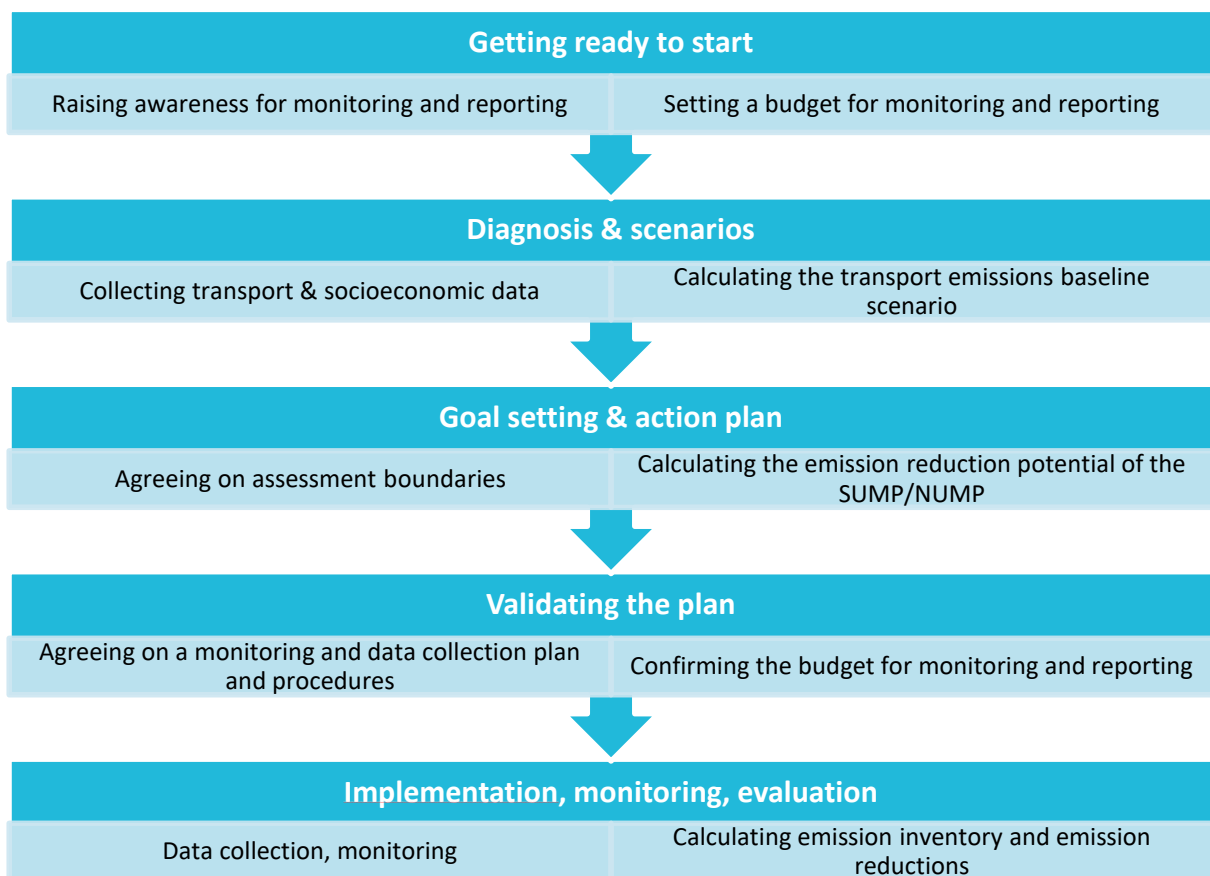 Getting ready to start
Raising awareness for monitoring and reporting
Setting a budget for monitoring and reporting
Diagnosis & scenarios
Collecting transport & socioeconomic data
Calculating the transport emissions baseline
scenario
Goal setting & action plan
Agreeing on assessment boundaries
Calculating the emission reduction potential of the
SUMP/NUMP
Validating the plan
Agreeing on a monitoring and data collection plan
and procedures
Confirming the budget for monitoring and reporting
Implementation, monitoring, evaluation
Data collection, monitoring
Calculating emission inventory and emission
reductions